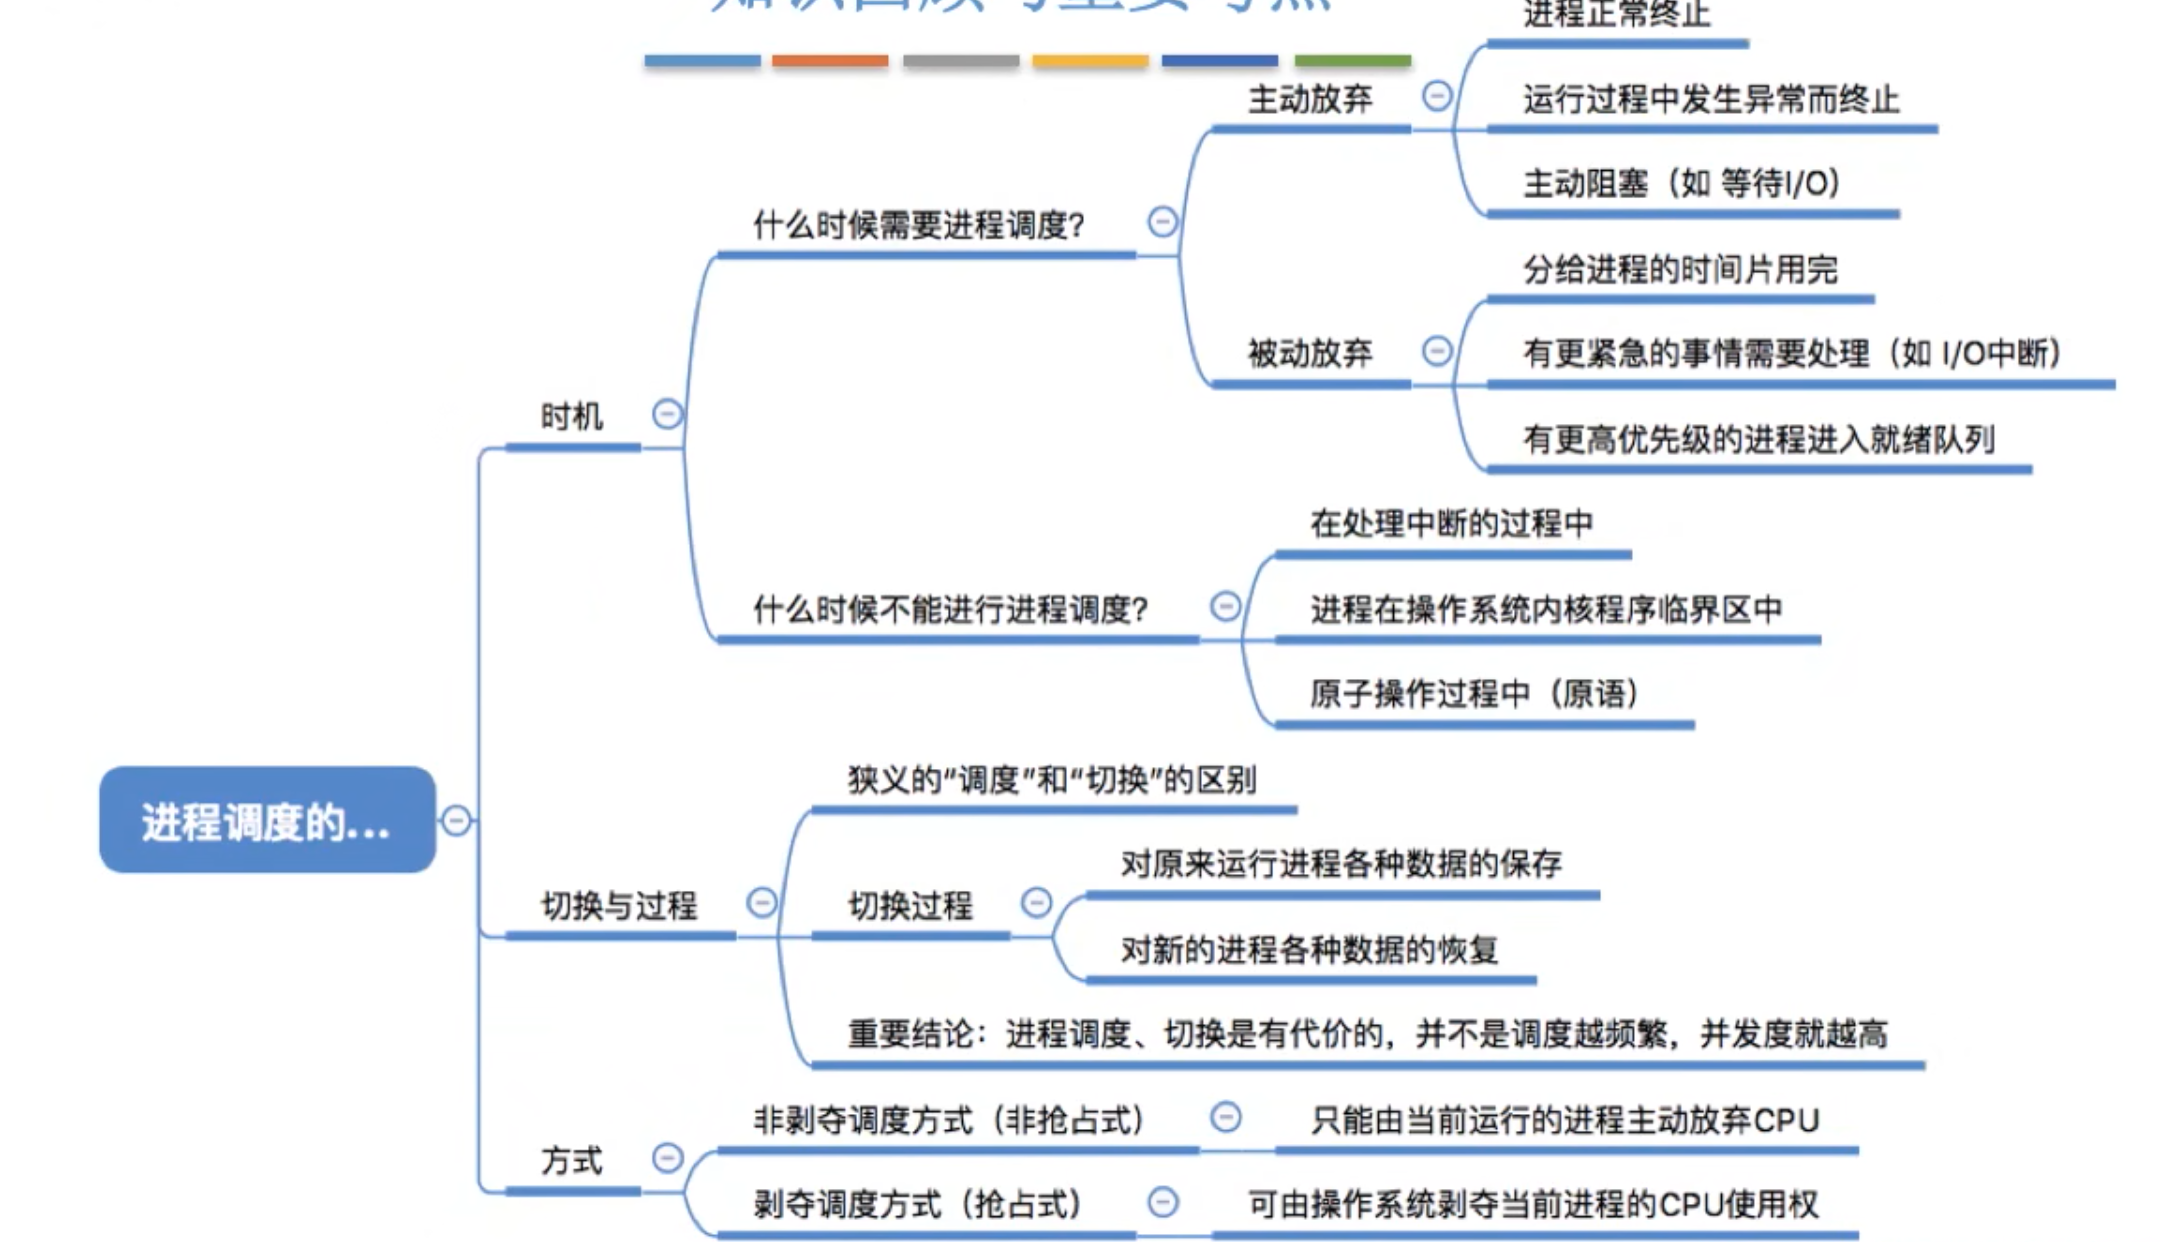 知识回顾与重要考点
进程正常终止
主动放弃
运行过程中发生异常而终止
主动阻塞（如 等待I/O）
什么时候需要进程调度？
分给进程的时间片用完
被动放弃
有更紧急的事情需要处理（如 I/O中断）
有更高优先级的进程进入就绪队列
时机
在处理中断的过程中
什么时候不能进行进程调度？
进程在操作系统内核程序临界区中
原子操作过程中（原语）
进程调度的...
狭义的“调度”和“切换”的区别
切换与过程
切换过程
对原来运行进程各种数据的保存
对新的进程各种数据的恢复
重要结论：进程调度、切换是有代价的，并不是调度越频繁，并发度就越高
方式
非剥夺调度方式（非抢占式）
只能由当前运行的进程主动放弃CPU
剥夺调度方式（抢占式）
可由操作系统剥夺当前进程的CPU使用权